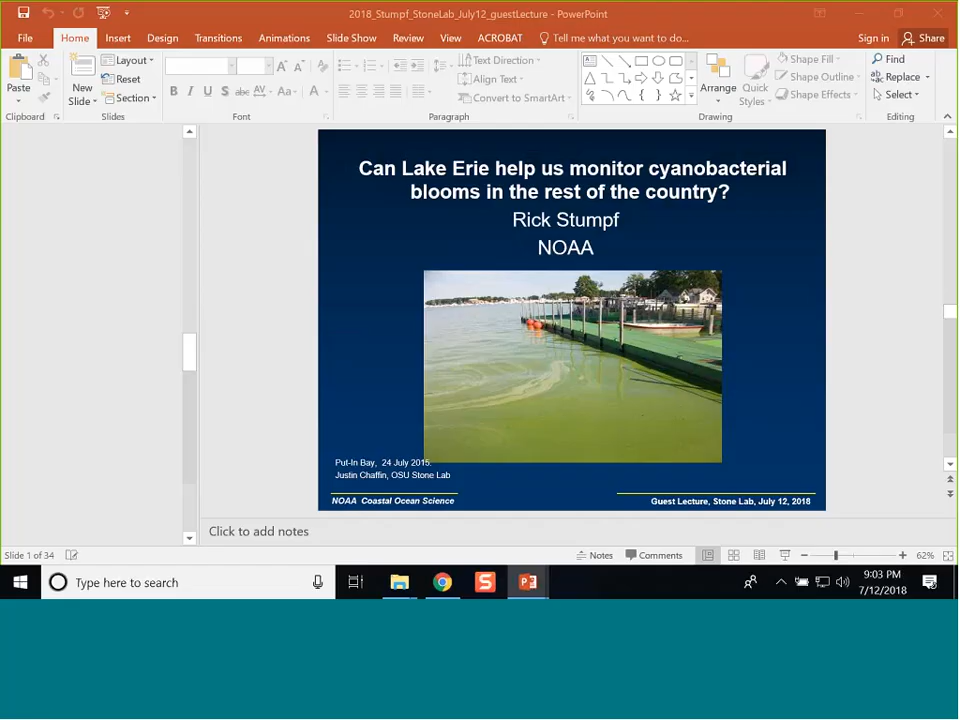 2018_Stumpf_StoneLab_July12_guestLecture - PowerPoint
File Home Insert Design Transitions Animations Slide Show Review View ACROBAT Tell me what you want to do... Sign in Share
Paste
New Slide
Layout
Reset
Section
Text Direction
Align Text
Convert to SmartArt
Arrange
Quick Styles
Shape Fill
Shape Outline
Shape Effects
Find
Replace
Select
Clipboard Slides Font Paragraph Drawing Editing
Can Lake Erie help us monitor cyanobacterial
blooms in the rest of the country?
Rick Stumpf
NOAA
Put-In Bay, 24 July 2015.
Justin Chaffin, OSU Stone Lab
NOAA Coastal Ocean Science
Guest Lecture, Stone Lab, July 12, 2018
Click to add notes
Slide 1 of 34 Notes Comments 62%
Type here to search
9:03 PM
7/12/2018